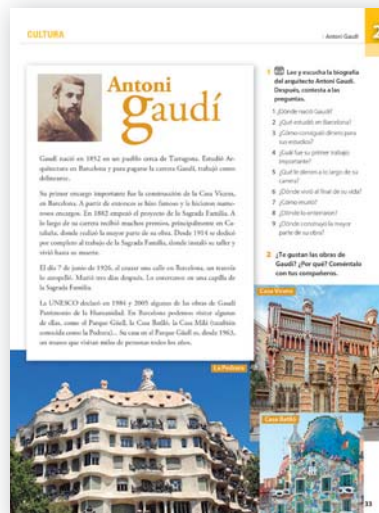 CULTURA
Antoni Gaudí
2
Antoni
gaudí
Gaudí nació en 1852 en un pueblo cerca de Tarragona. Estudió Ar-
quitectura en Barcelona y para pagarse la carrera Gaudí, trabajó como
delineante.
Su primer encargo importante fue la construcción de la Casa Vicens,
en Barcelona. A partir de entonces se hizo famoso y le hicieron nume-
rosos encargos. En 1882 empezó el proyecto de la Sagrada Familia. A
lo largo de su carrera recibió muchos premios, principalmente en Ca-
taluña, donde realizó la mayor parte de su obra. Desde 1914 se dedicó
por completo al trabajo de la Sagrada Familia, donde instaló su taller y
vivió hasta su muerte.
El día 7 de junio de 1926, al cruzar una calle en Barcelona, un tranvía
lo atropelló. Murió tres días después. Lo enterraron en una capilla de
la Sagrada Familia.
La UNESCO declaró en 1984 y 2005 algunas de las obras de Gaudí
Patrimonio de la Humanidad. En Barcelona podemos visitar algunas
de ellas, como el Parque Güell, la Casa Batlló, la Casa Milá (también
conocida como la Pedrera)... Su casa en el Parque Güell es, desde 1963,
un museo que visitan miles de personas todos los años.
1 Lee y escucha la biografía
del arquitecto Antoni Gaudí.
Después, contesta a las
preguntas.
1 ¿Dónde nació Gaudí?
2 ¿Qué estudió en Barcelona?
3 ¿Cómo consiguió dinero para
sus estudios?
4 ¿Cuál fue su primer trabajo
importante?
5 ¿Qué le dieron a lo largo de su
carrera?
6 ¿Dónde vivió al final de su vida?
7 ¿Cómo murió?
8 ¿Dónde lo enterraron?
9 ¿Dónde construyó la mayor
parte de su obra?
2 ¿Te gustan las obras de
Gaudí? ¿Por qué? Coméntalo
con tus compañeros.
Casa Vicens
La Pedrera
Casa Batlló
33